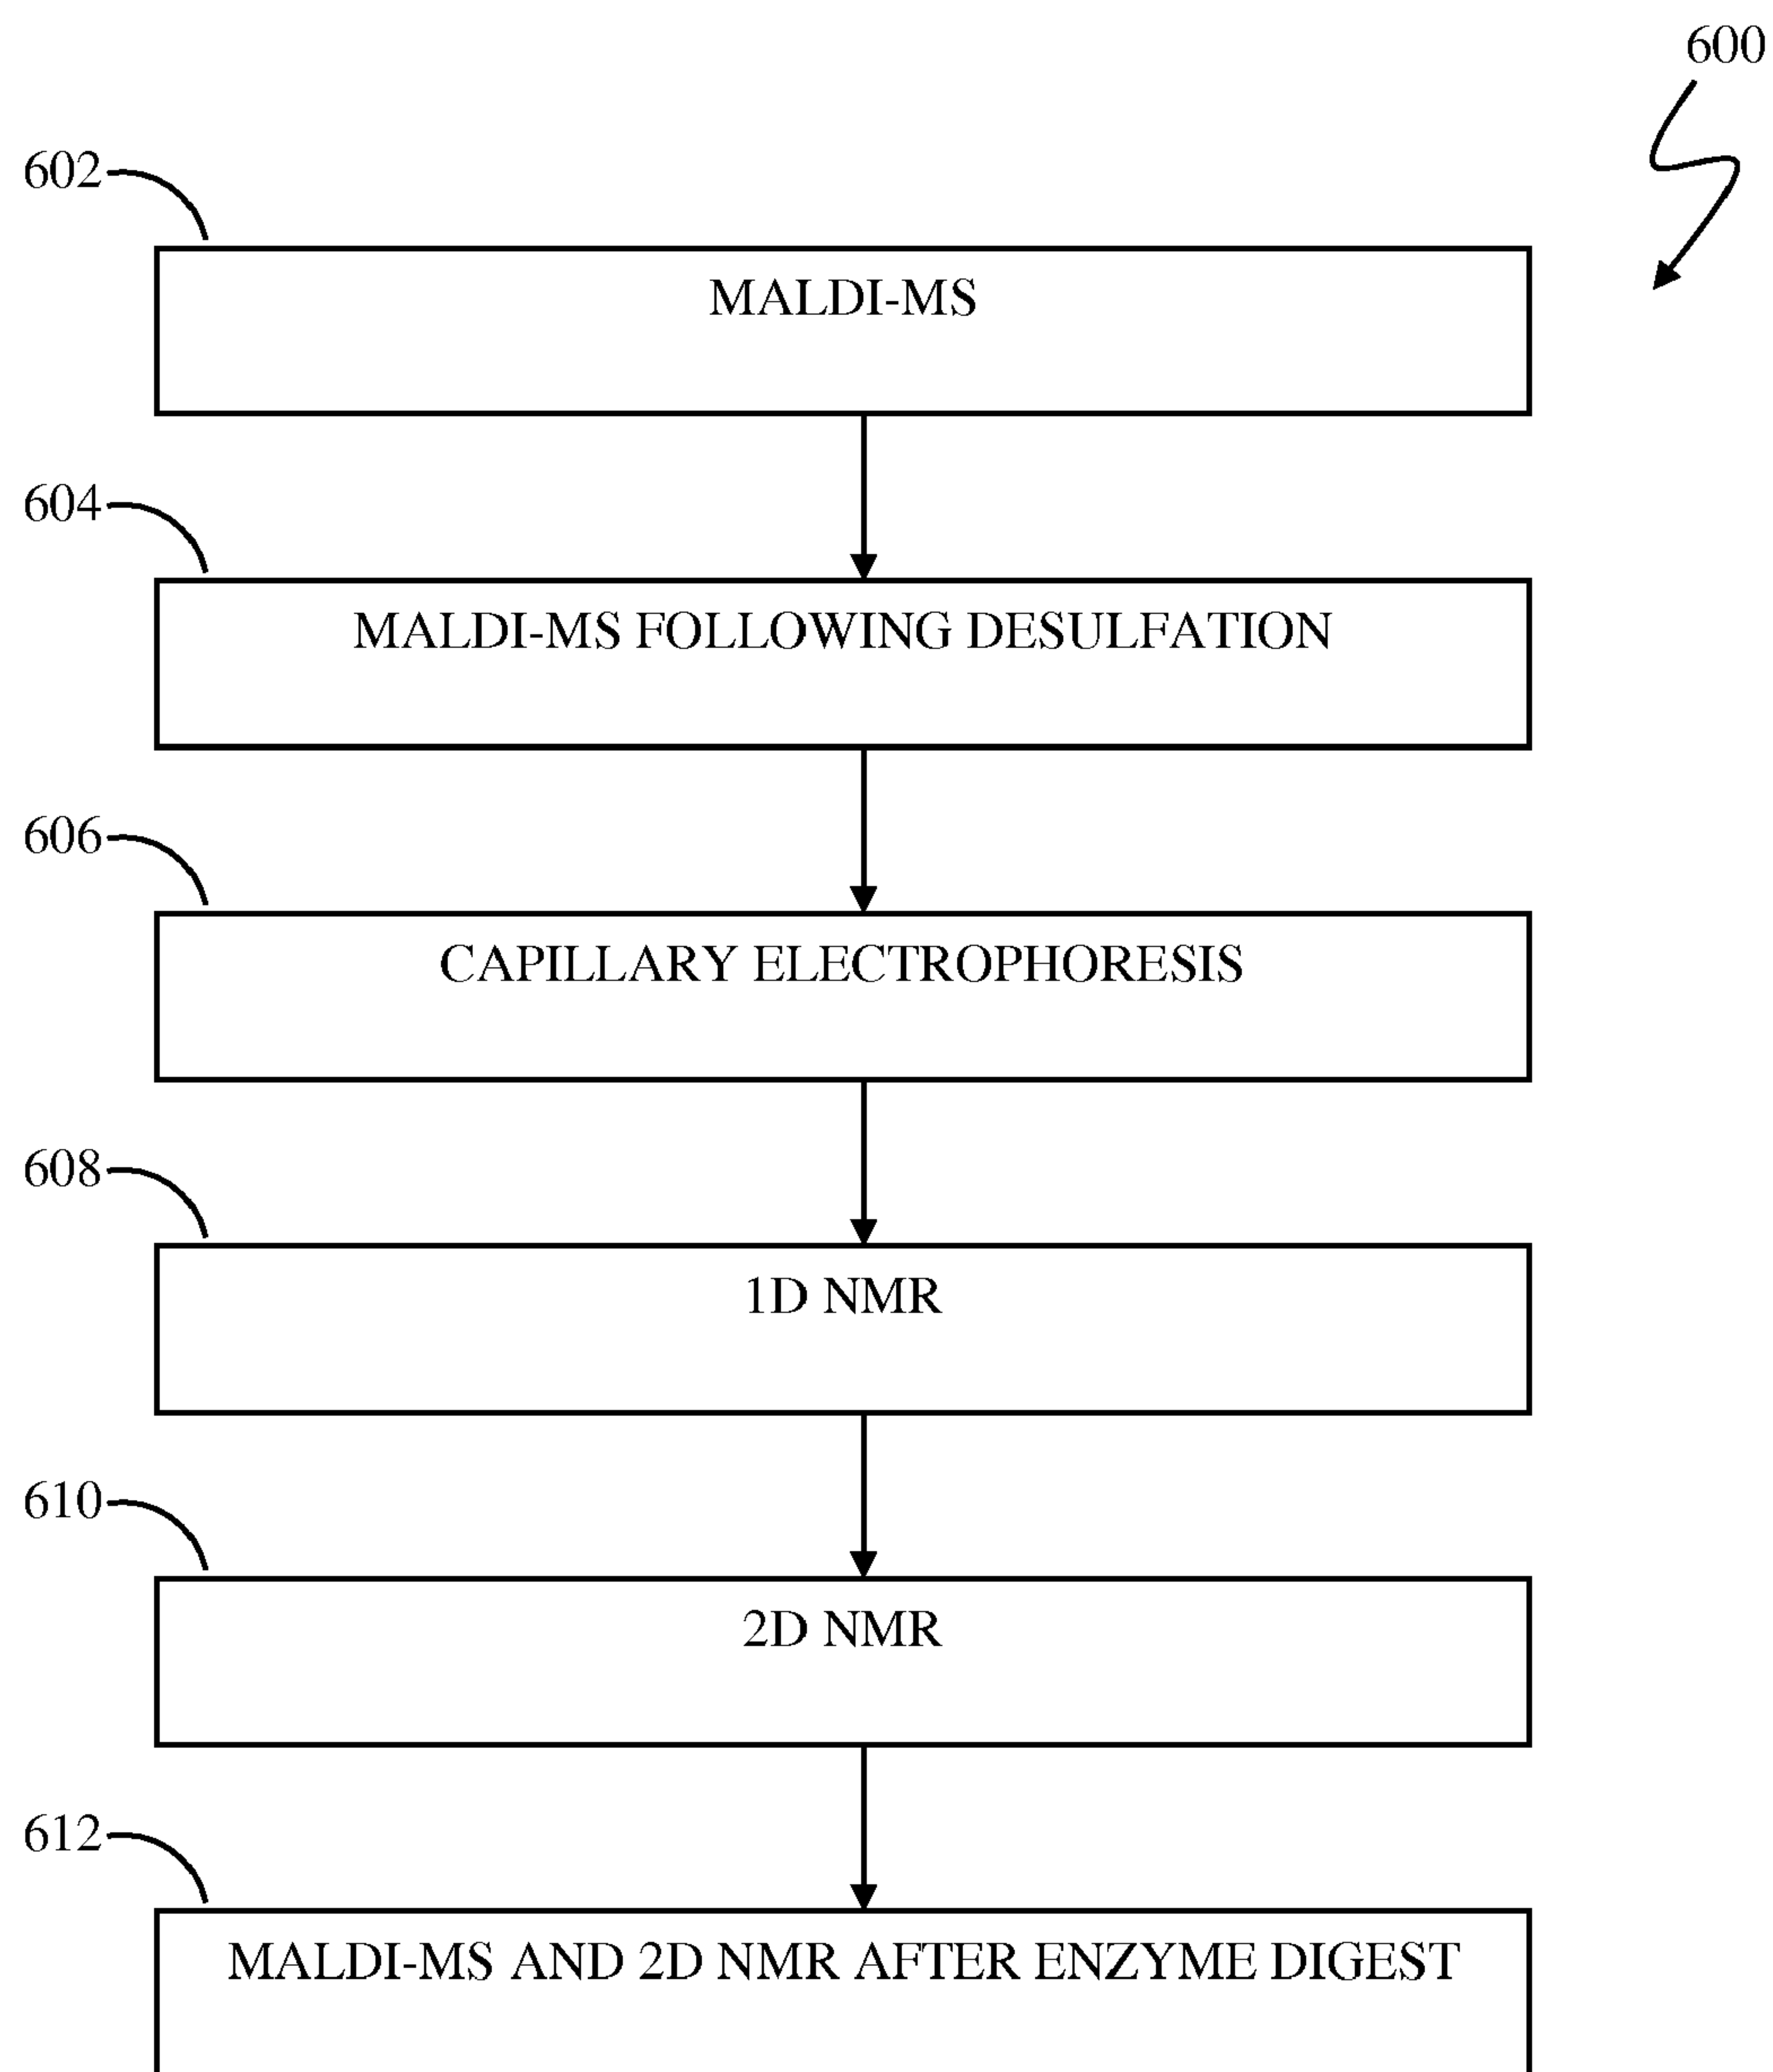 600
602
MALDI-MS
604
MALDI-MS FOLLOWING DESULFATION
606
CAPILLARY ELECTROPHORESIS
608
1D NMR
610
2D NMR
612
MALDI-MS AND 2D NMR AFTER ENZYME DIGEST